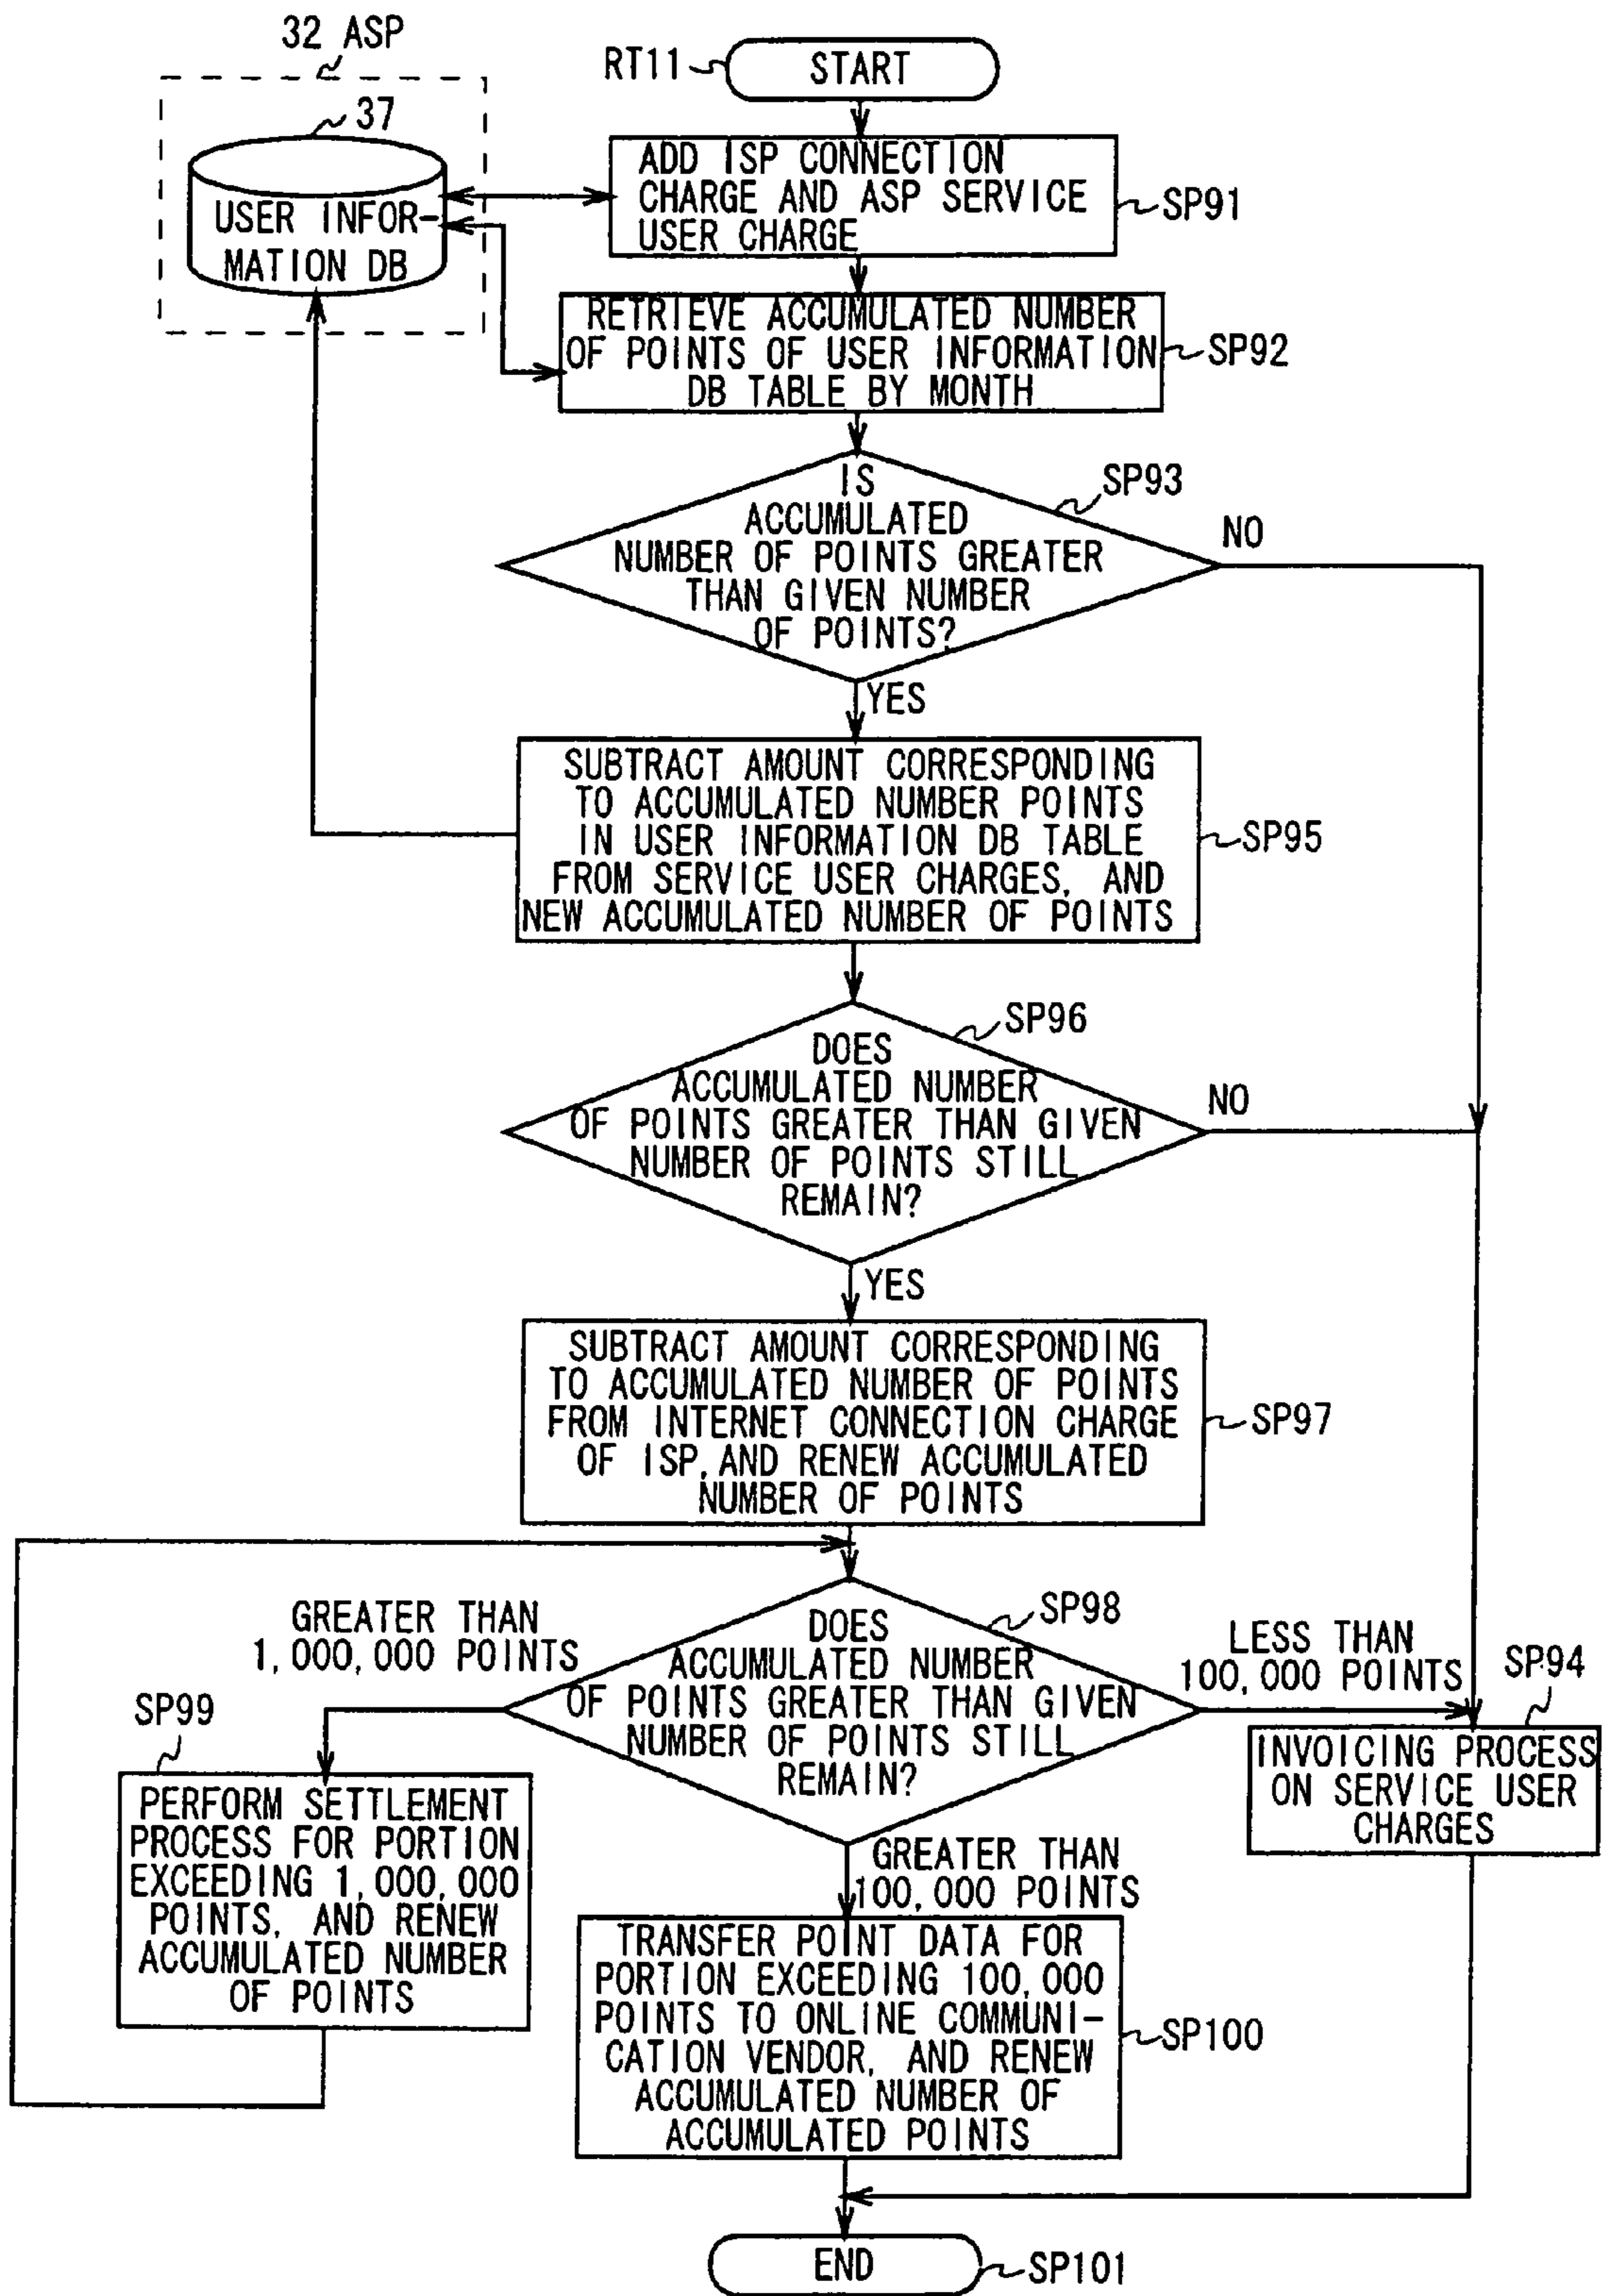 32 ASP
RT11
START
37
USER INFOR-
MATION DB
ADD ISP CONNECTION
CHARGE AND ASP SERVICE
USER CHARGE
SP91
RETRIEVE ACCUMULATED NUMBER
OF POINTS OF USER INFORMATION
DB TABLE BY MONTH
SP92
IS
ACCUMULATED
NUMBER OF POINTS GREATER
THAN GIVEN NUMBER
OF POINTS?
SP93
NO
YES
SUBTRACT AMOUNT CORRESPONDING
TO ACCUMULATED NUMBER POINTS
IN USER INFORMATION DB TABLE
FROM SERVICE USER CHARGES, AND
NEW ACCUMULATED NUMBER OF POINTS
SP95
DOES
ACCUMULATED NUMBER
OF POINTS GREATER THAN GIVEN
NUMBER OF POINTS STILL
REMAIN?
SP96
NO
YES
SUBTRACT AMOUNT CORRESPONDING
TO ACCUMULATED NUMBER OF POINTS
FROM INTERNET CONNECTION CHARGE
OF ISP, AND RENEW ACCUMULATED
NUMBER OF POINTS
SP97
GREATER THAN
1,000,000 POINTS
DOES
ACCUMULATED NUMBER
OF POINTS GREATER THAN GIVEN
NUMBER OF POINTS STILL
REMAIN?
SP98
LESS THAN
100,000 POINTS
SP94
INVOICING PROCESS
ON SERVICE USER
CHARGES
SP99
PERFORM SETTLEMENT
PROCESS FOR PORTION
EXCEEDING 1,000,000
POINTS, AND RENEW
ACCUMULATED NUMBER
OF POINTS
GREATER THAN
100,000 POINTS
TRANSFER POINT DATA FOR
PORTION EXCEEDING 100,000
POINTS TO ONLINE COMMUNI-
CATION VENDOR, AND RENEW
ACCUMULATED NUMBER OF
ACCUMULATED POINTS
SP100
END
SP101